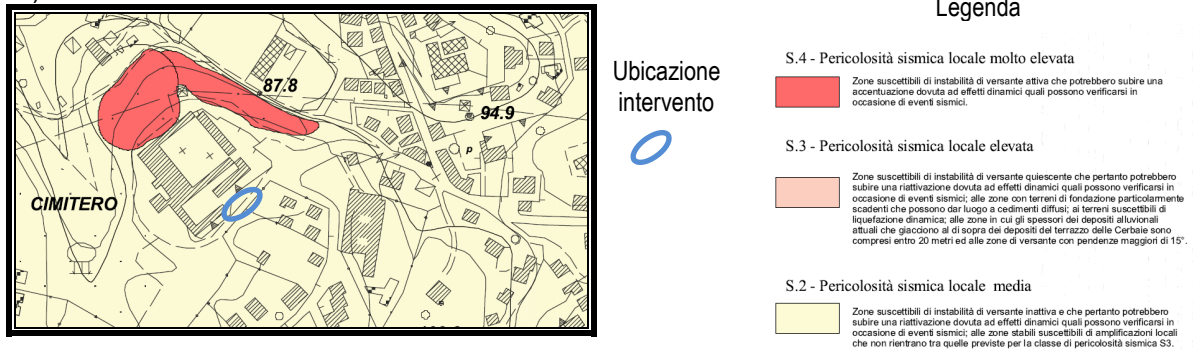 87.8
94.9
p
CIMITERO
Ubicazione
intervento
Legenda
S.4 - Pericolosità sismica locale molto elevata
Zone suscettibili di instabilità di versante attiva che potrebbero subire una
accentuazione dovuta ad effetti dinamici quali possono verificarsi in
occasione di eventi sismici.
S.3 - Pericolosità sismica locale elevata
Zone suscettibili di instabilità di versante quiescente che pertanto potrebbero
subire una riattivazione dovuta ad effetti dinamici quali possono verificarsi in
occasione di eventi sismici; alle zone con terreni di fondazione particolarmente
scadenti che possono dar luogo a cedimenti diffusi; ai terreni suscettibili di
liquefazione dinamica; alle zone in cui gli spessori dei depositi alluvionali
attuali che giacciono al di sopra dei depositi del terrazzo delle Cerbaie sono
compresi entro 20 metri ed alle zone di versante con pendenze maggiori di 15°.
S.2 - Pericolosità sismica locale media
Zone suscettibili di instabilità di versante inattiva e che pertanto potrebbero
subire una riattivazione dovuta ad effetti dinamici quali possono verificarsi in
occasione di eventi sismici; alle zone stabili suscettibili di amplificazioni locali
che non rientrano tra quelle previste per la classe di pericolosità sismica S3.